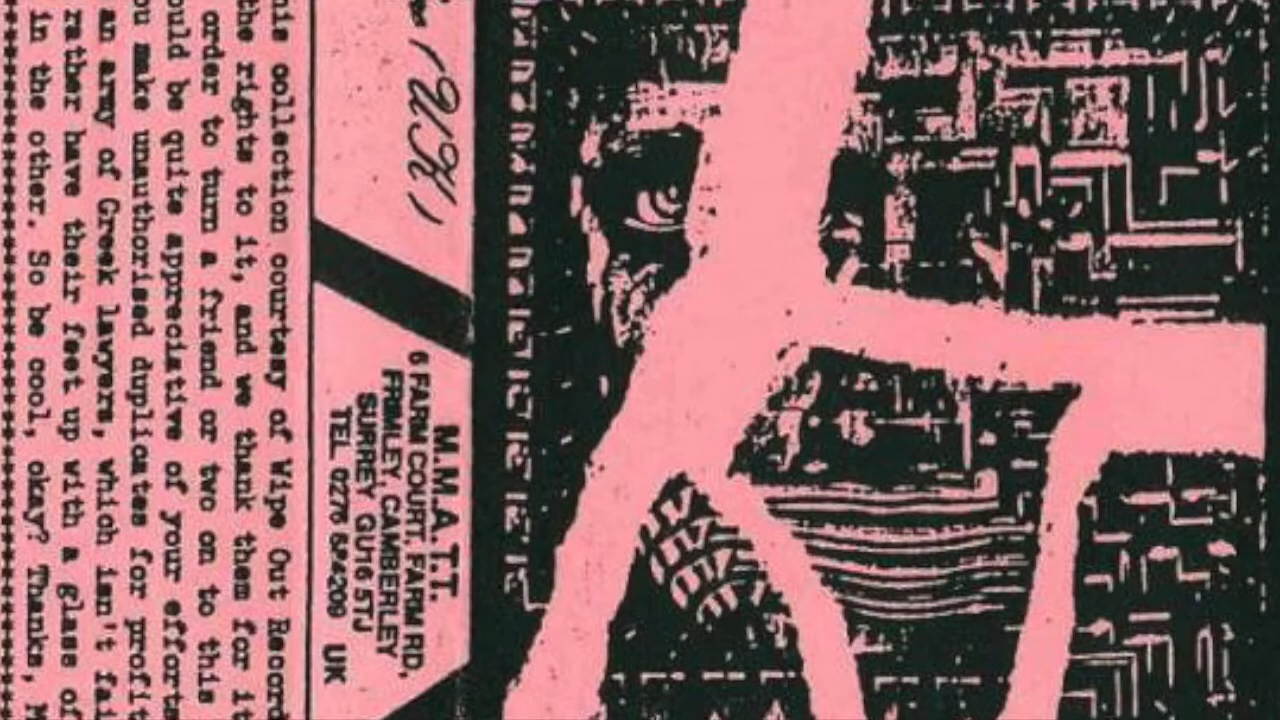 his collection courtesy of Wipe Out Record
the rights to it, and we thank them for it
order to turn a friend or two on to this
ould be quite appreciative of your efforts
ou make unauthorised duplicates for profit
an army of Greek lawyers, which isn't fai
rather have their feet up with a glass of
in the other. So be cool, okay? Thanks, M
(UK)
M.M.A.T.T.
6 FARM COURT, FARM RD,
FRIMLEY, CAMBERLEY
SURREY GU16 5TJ
TEL 0276 UK